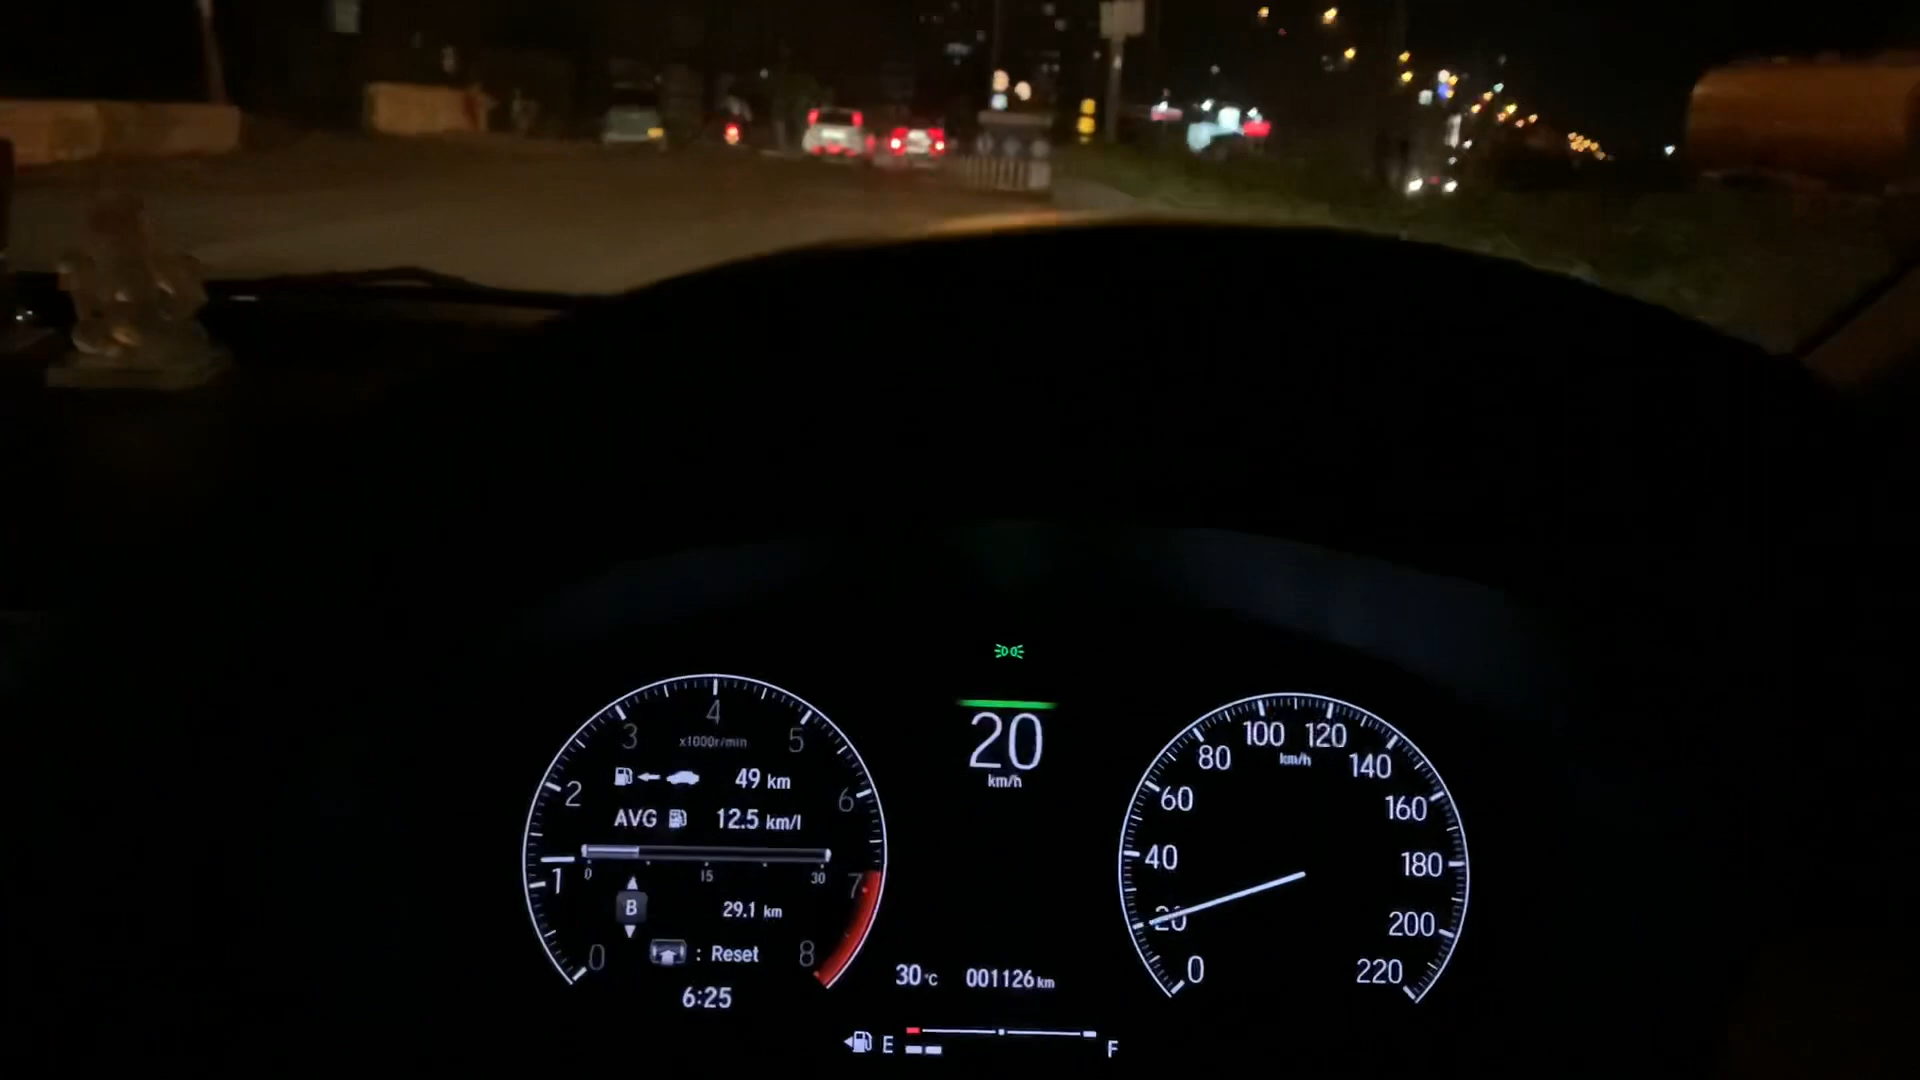 4
3
5
x1000r/min
2
49 km
6
AVG 12.5 km/l
1
0 15 30
7
B
29.1 km
: Reset
0
8
6:25
20
km/h
30°C 001126 km
E F
100 120
80
km/h
140
60
160
40
180
20
200
0
220